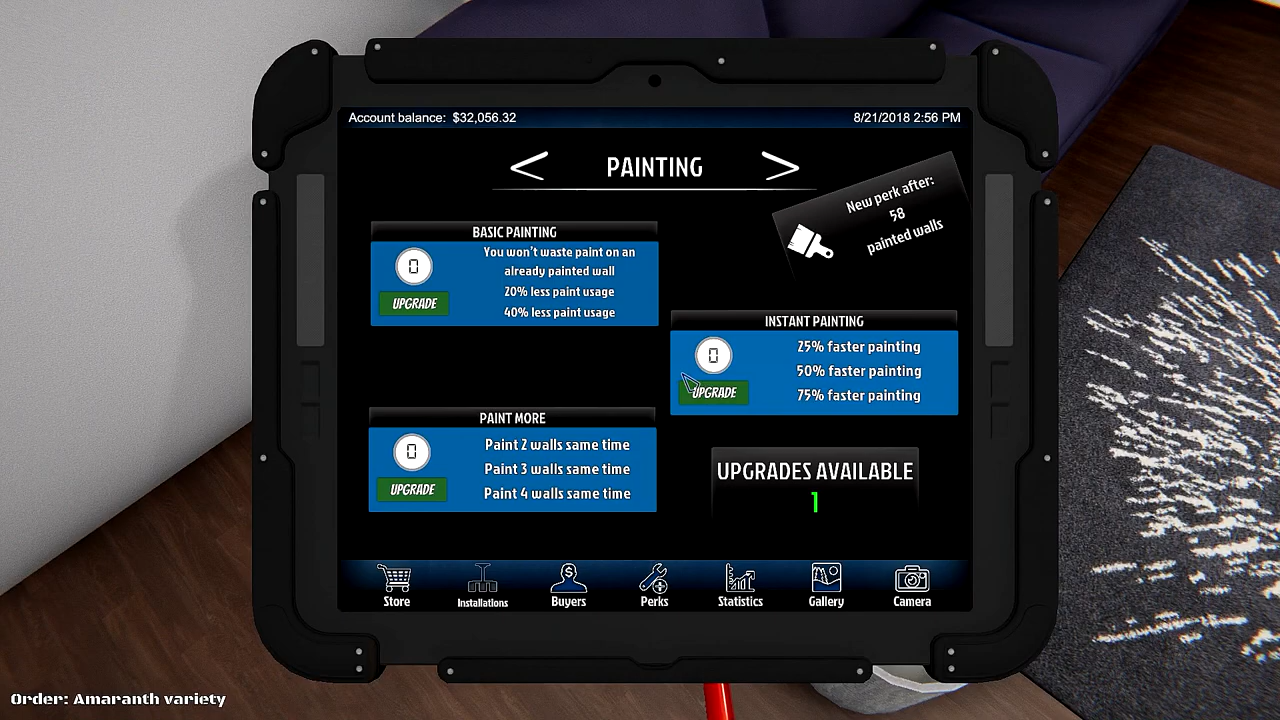 Account balance: $32,056.32
8/21/2018 2:56 PM
< PAINTING >
New perk after:
58
painted walls
BASIC PAINTING
0
UPGRADE
You won't waste paint on an
already painted wall
20% less paint usage
40% less paint usage
INSTANT PAINTING
0
UPGRADE
25% faster painting
50% faster painting
75% faster painting
PAINT MORE
0
UPGRADE
Paint 2 walls same time
Paint 3 walls same time
Paint 4 walls same time
UPGRADES AVAILABLE
1
Store
Installations
Buyers
Perks
Statistics
Gallery
Camera
Order: Amaranth variety